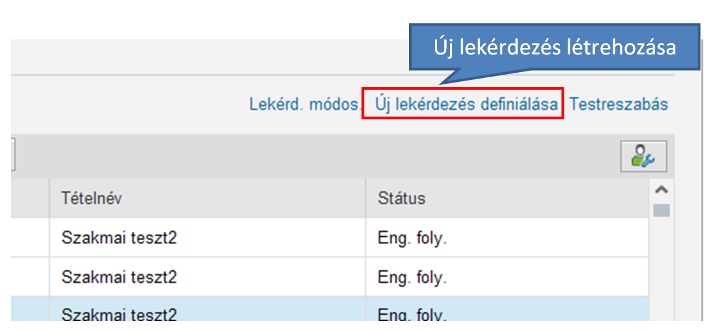 Új lekérdezés létrehozása
Lekérd. módos. Új lekérdezés definiálása Testreszabás
Tételnév Státus
Szakmai teszt2 Eng. foly.
Szakmai teszt2 Eng. foly.
Szakmai teszt2 Eng. foly.